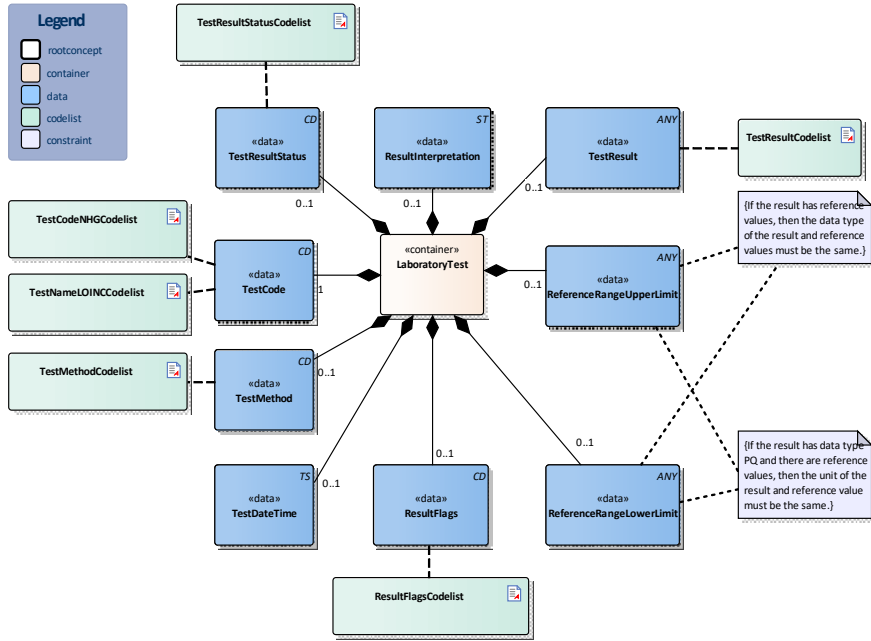 Legend
rootconcept
container
data
codelist
constraint
TestResultStatusCodelist
CD
«data»
TestResultStatus
ST
«data»
ResultInterpretation
ANY
«data»
TestResult
TestResultCodelist
0..1
0..1
0..1
TestCodeNHGCodelist
TestNameLOINCCodelist
CD
«data»
TestCode
1
«container»
LaboratoryTest
0..1
ANY
«data»
ReferenceRangeUpperLimit
{If the result has reference
values, then the data type
of the result and reference
values must be the same.}
TestMethodCodelist
CD
«data»
TestMethod
0..1
TS
«data»
TestDateTime
0..1
0..1
CD
«data»
ResultFlags
0..1
ANY
«data»
ReferenceRangeLowerLimit
{If the result has data type
PQ and there are reference
values, then the unit of the
result and reference value
must be the same.}
ResultFlagsCodelist